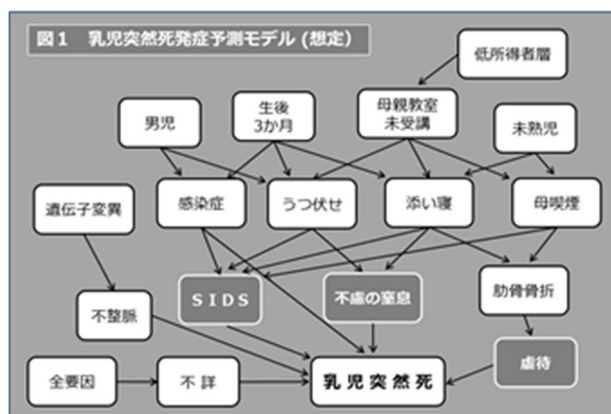 図1 乳児突然死発症予測モデル (想定)
低所得者層
男児
生後
3か月
母親教室
未受講
未熟児
遺伝子変異
感染症
うつ伏せ
添い寝
母喫煙
不整脈
SIDS
不慮の窒息
肋骨骨折
全要因
不詳
乳児突然死
虐待